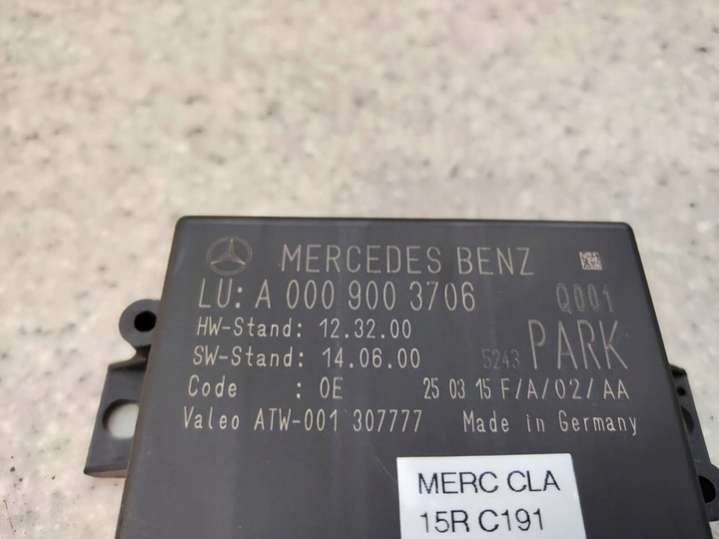 MERCEDES BENZ
LU: A 000 900 3706 Q001
HW-Stand: 12.32.00
SW-Stand: 14.06.00 5243 PARK
Code : 0E 25 03 15 F/A/02/AA
Valeo ATW-001 307777 Made in Germany
MERC CLA
15R C191